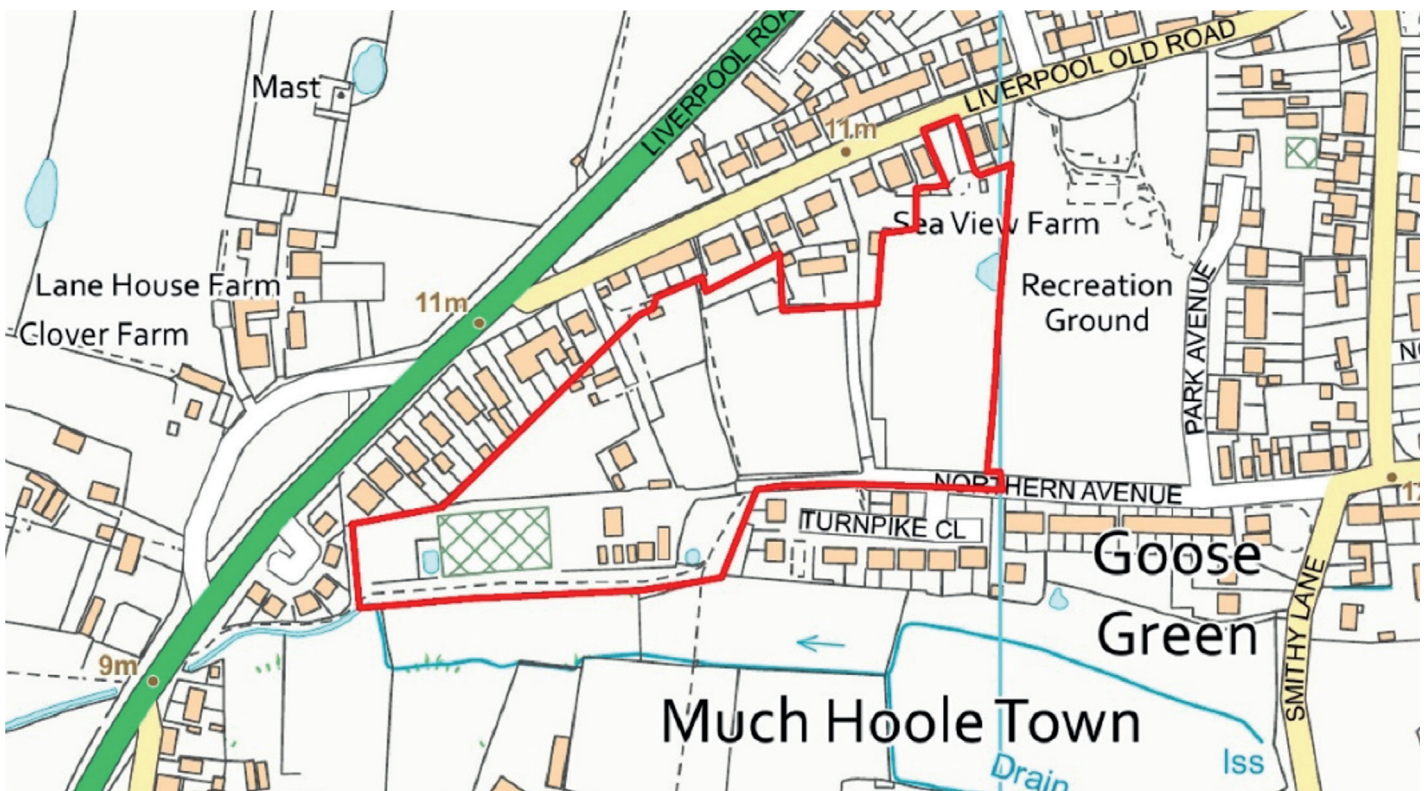 LIVERPOOL ROA
Mast
LIVERPOOL OLD ROAD
11m
Sea View Farm
Lane House Farm
11m
Clover Farm
Recreation
Ground
PARK AVENUE
NORTHERN AVENUE
TURNPIKE CL
Goose
Green
SMITHY LANE
9m
Much Hoole Town
Drain
Iss